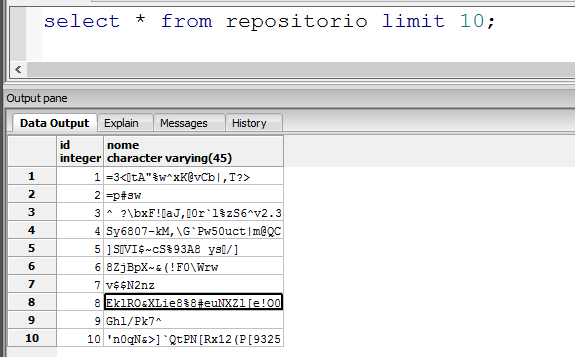 select * from repositorio limit 10;
Output pane
Data Output Explain Messages History
id nome
integer character varying(45)
1 1 =3<▯tA"%w^xK@vCb|,T?>
2 2 =p#sw
3 3 ^ ?\bxF!▯aJ,▯0r`l%zS6^v2.3
4 4 Sy6807-kM,\G`Pw50uct|m@QC
5 5 ]S▯VI$~cS%93A8 ys▯/]
6 6 8ZjBpX~&(!F0\Wrw
7 7 v$$N2nz
8 8 EklRO&XLie8%8#euNXZl[e!O0
9 9 Ghl/Pk7^
10 10 'n0qN&>]`QtPN[Rx12(P[9325